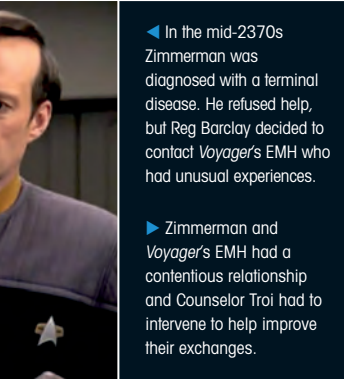 ◀ In the mid-2370s
Zimmerman was
diagnosed with a terminal
disease. He refused help,
but Reg Barclay decided to
contact Voyager's EMH who
had unusual experiences.
▶ Zimmerman and
Voyager's EMH had a
contentious relationship
and Counselor Troi had to
intervene to help improve
their exchanges.